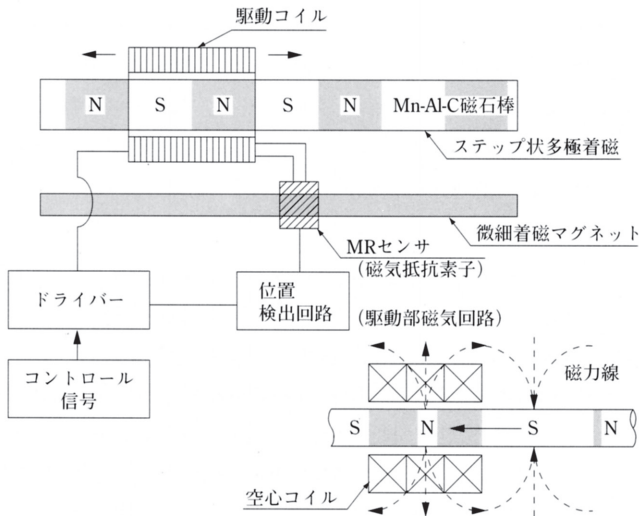 駆動コイル
N S N S N Mn-Al-C磁石棒
ステップ状多極着磁
微細着磁マグネット
MRセンサ
(磁気抵抗素子)
ドライバー
位置
検出回路
(駆動部磁気回路)
コントロール
信号
磁力線
S N S N
空心コイル